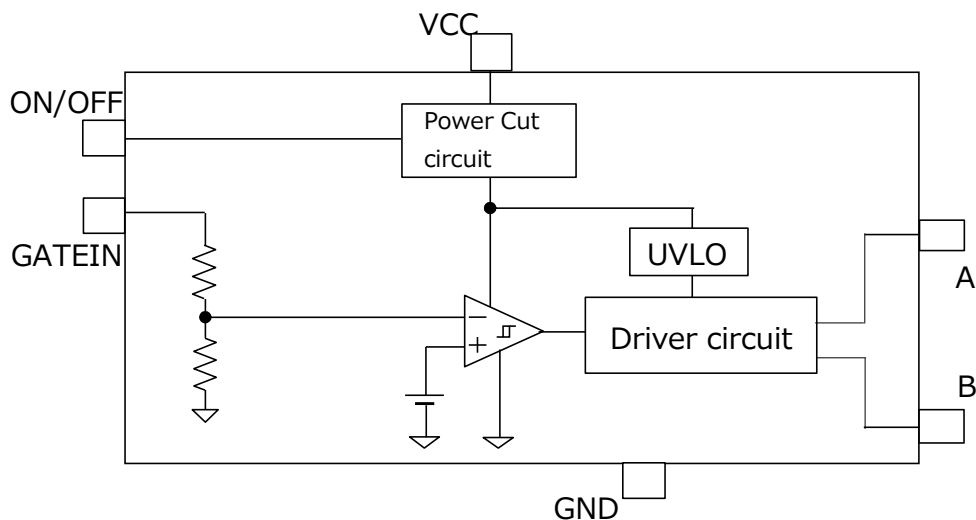 VCC
ON/OFF
Power Cut
circuit
GATEIN
UVLO
A
Driver circuit
B
GND